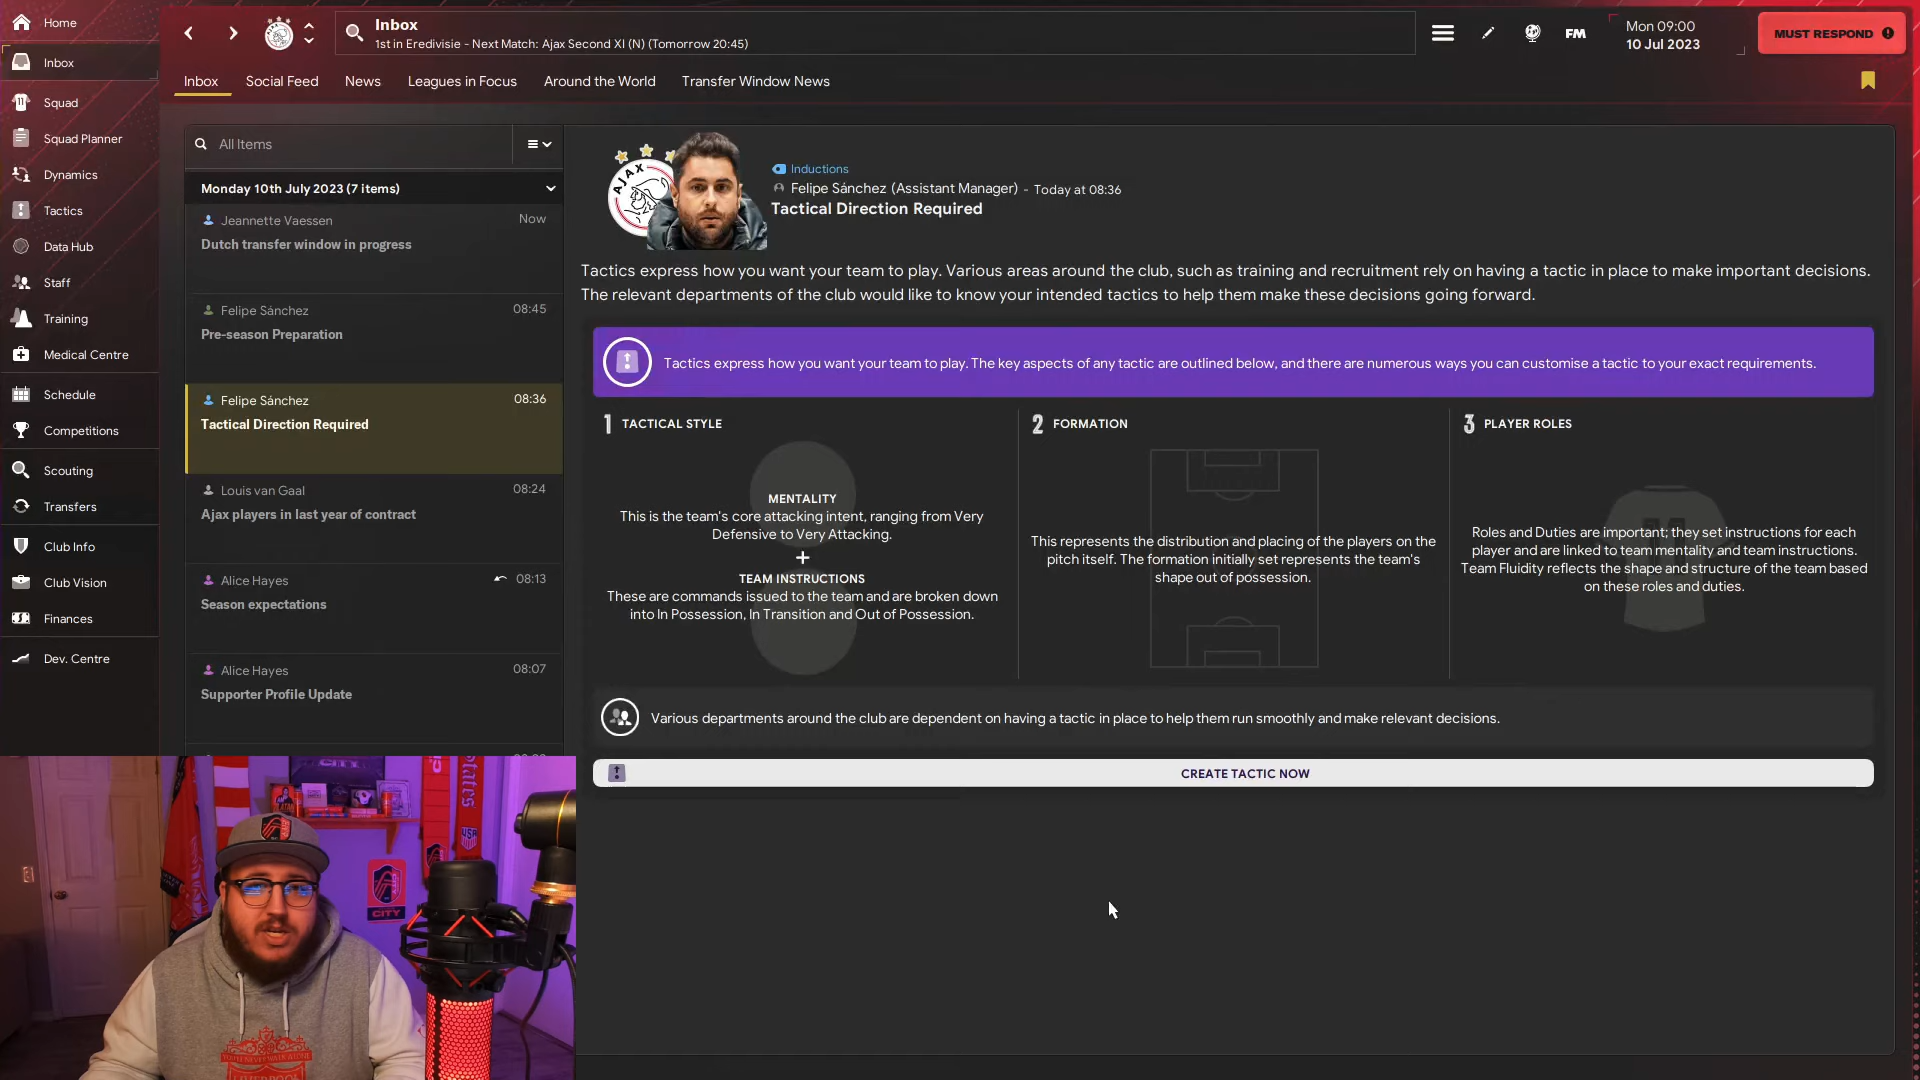 Home
Inbox
Squad
Squad Planner
Dynamics
Tactics
Data Hub
Staff
Training
Medical Centre
Schedule
Competitions
Scouting
Transfers
Club Info
Club Vision
Finances
Dev. Centre
Inbox
1st in Eredivisie - Next Match: Ajax Second XI (N) (Tomorrow 20:45)
FM
Mon 09:00
10 Jul 2023
MUST RESPOND
Inbox
Social Feed
News
Leagues in Focus
Around the World
Transfer Window News
All Items
Monday 10th July 2023 (7 items)
Jeannette Vaessen
Now
Dutch transfer window in progress
Felipe Sánchez
08:45
Pre-season Preparation
Felipe Sánchez
08:36
Tactical Direction Required
Louis van Gaal
08:24
Ajax players in last year of contract
Alice Hayes
08:13
Season expectations
Alice Hayes
08:07
Supporter Profile Update
AJAX
Inductions
Felipe Sánchez (Assistant Manager) - Today at 08:36
Tactical Direction Required
Tactics express how you want your team to play. Various areas around the club, such as training and recruitment rely on having a tactic in place to make important decisions.
The relevant departments of the club would like to know your intended tactics to help them make these decisions going forward.
Tactics express how you want your team to play. The key aspects of any tactic are outlined below, and there are numerous ways you can customise a tactic to your exact requirements.
1 TACTICAL STYLE
MENTALITY
This is the team's core attacking intent, ranging from Very
Defensive to Very Attacking.
+
TEAM INSTRUCTIONS
These are commands issued to the team and are broken down
into In Possession, In Transition and Out of Possession.
2 FORMATION
This represents the distribution and placing of the players on the
pitch itself. The formation initially set represents the team's
shape out of possession.
3 PLAYER ROLES
Roles and Duties are important; they set instructions for each
player and are linked to team mentality and team instructions.
Team Fluidity reflects the shape and structure of the team based
on these roles and duties.
Various departments around the club are dependent on having a tactic in place to help them run smoothly and make relevant decisions.
CREATE TACTIC NOW
CITY
CITY
USA
CITY
YOU'LL NEVER WALK ALONE
LIVERPOOL